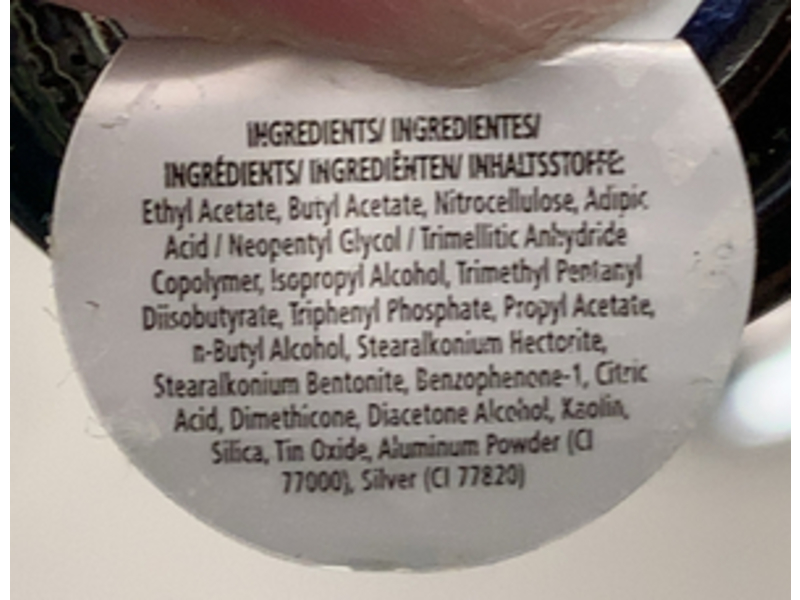 INGREDIENTS/ INGREDIENTES/
INGRÉDIENTS/ INGREDIËNTEN/ INHALTSSTOFFE:
Ethyl Acetate, Butyl Acetate, Nitrocellulose, Adipic
Acid / Neopentyl Glycol / Trimellitic Anhydride
Copolymer, Isopropyl Alcohol, Trimethyl Pentanyl
Diisobutyrate, Triphenyl Phosphate, Propyl Acetate,
n-Butyl Alcohol, Stearalkonium Hectorite,
Stearalkonium Bentonite, Benzophenone-1, Citric
Acid, Dimethicone, Diacetone Alcohol, Kaolin,
Silica, Tin Oxide, Aluminum Powder (CI
77000), Silver (CI 77820)